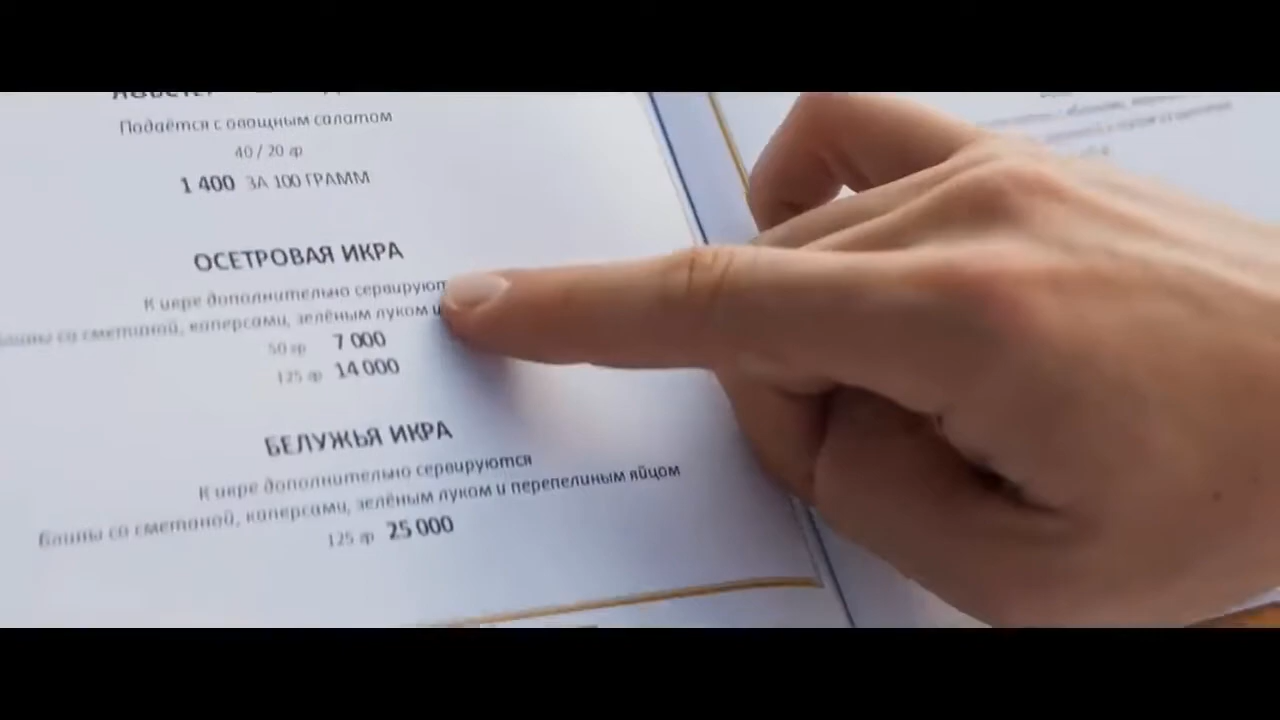 Подаётся с овощным салатом
40 / 20 гр
1 400 ЗА 100 ГРАММ
ОСЕТРОВАЯ ИКРА
К икре дополнительно сервируют
блины со сметаной, каперсами, зелёным луком и
50 гр 7 000
125 гр 14 000
БЕЛУЖЬЯ ИКРА
К икре дополнительно сервируются
блины со сметаной, каперсами, зелёным луком и перепелиным яйцом
125 гр 25 000